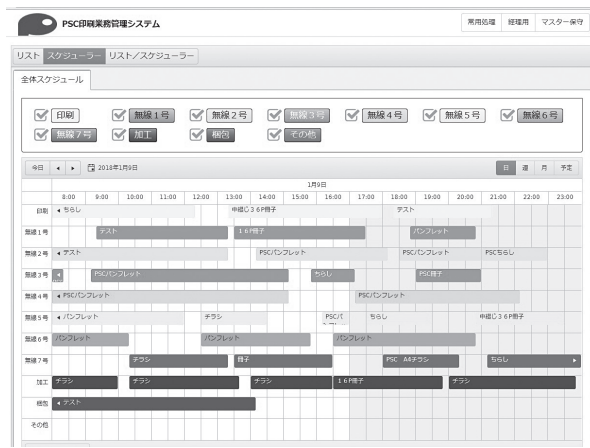 PSC印刷業務管理システム
常用処理 経理用 マスター保守
リスト スケジューラー リスト/スケジューラー
全体スケジュール
印刷 無線1号 無線2号 無線3号 無線4号 無線5号 無線6号
無線7号 加工 梱包 その他
今日 2018年1月9日 日 週 月 予定
1月9日
8:00 9:00 10:00 11:00 12:00 13:00 14:00 15:00 16:00 17:00 18:00 19:00 20:00 21:00 22:00 23:00
印刷 ちらし 中綴じ36P冊子 テスト
無線1号 テスト 16P冊子 パンフレット
無線2号 テスト PSCパンフレット PSCパンフレット PSCちらし
無線3号 PSCパンフレット ちらし PSC冊子
無線4号 PSCパンフレット PSCパンフレット
無線5号 パンフレット チラシ PSCパ ちらし 中綴じ36P冊子
無線6号 パンフレット パンフレット パンフレット
無線7号 チラシ 冊子 PSC A4チラシ ちらし
加工 チラシ チラシ チラシ 16P冊子 チラシ
梱包 テスト
その他